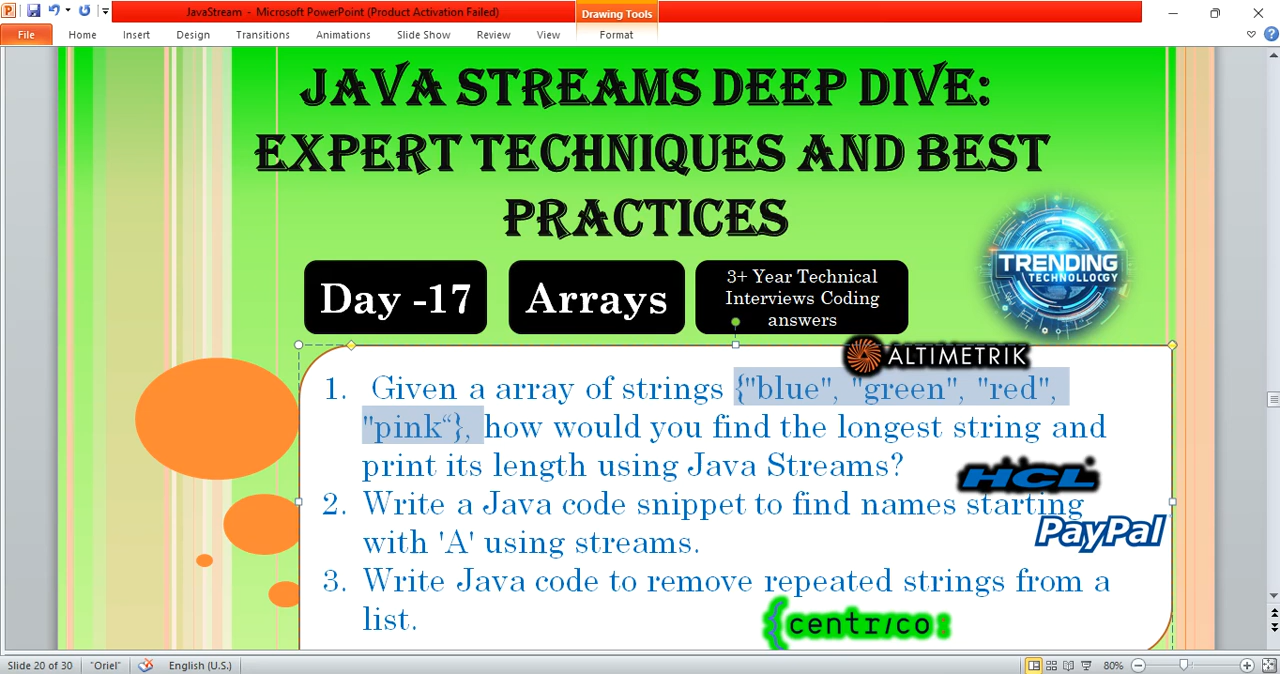 JavaStream – Microsoft PowerPoint (Product Activation Failed)
Drawing Tools
File Home Insert Design Transitions Animations Slide Show Review View Format
JAVA STREAMS DEEP DIVE:
EXPERT TECHNIQUES AND BEST
PRACTICES
TRENDING
TECHNOLLOCGY
Day -17
Arrays
3+ Year Technical
Interviews Coding
answers
ALTIMETRIK
1. Given a array of strings {"blue", "green", "red",
"pink“}, how would you find the longest string and
print its length using Java Streams?
HCL
2. Write a Java code snippet to find names starting
with 'A' using streams.
PayPal
3. Write Java code to remove repeated strings from a
list.
{centr/co:
Slide 20 of 30 "Oriel" English (U.S.) 80%